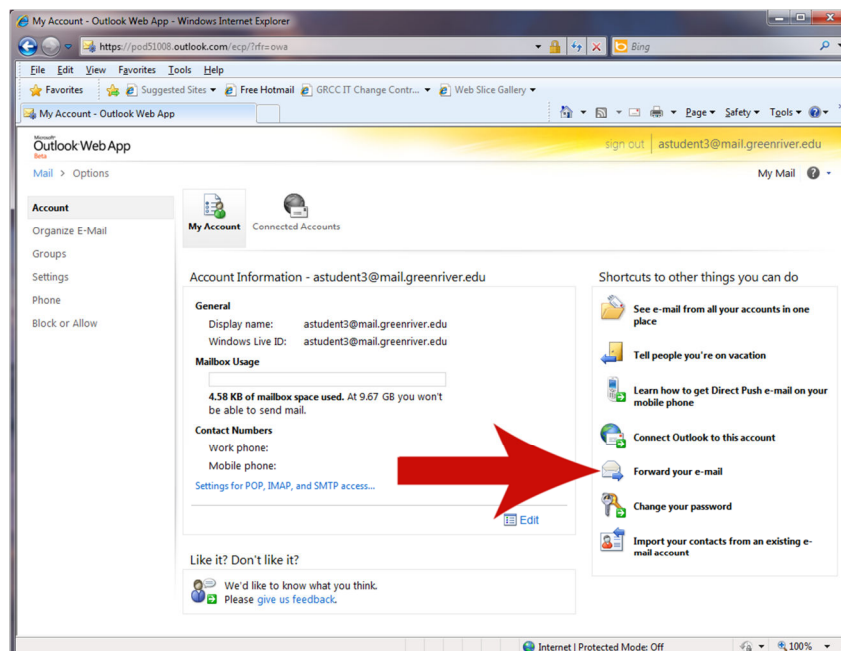 My Account - Outlook Web App - Windows Internet Explorer
https://pod51008.outlook.com/ecp/?rfr=owa
Bing
File Edit View Favorites Tools Help
Favorites Suggested Sites Free Hotmail GRCC IT Change Contr... Web Slice Gallery
My Account - Outlook Web App
Page Safety Tools
Microsoft
Outlook Web App
Beta
sign out astudent3@mail.greenriver.edu
Mail > Options
My Mail
Account
Organize E-Mail
Groups
Settings
Phone
Block or Allow
My Account Connected Accounts
Account Information - astudent3@mail.greenriver.edu
General
Display name: astudent3@mail.greenriver.edu
Windows Live ID: astudent3@mail.greenriver.edu
Mailbox Usage
4.58 KB of mailbox space used. At 9.67 GB you won't
be able to send mail.
Contact Numbers
Work phone:
Mobile phone:
Settings for POP, IMAP, and SMTP access...
Edit
Like it? Don't like it?
We'd like to know what you think.
Please give us feedback.
Shortcuts to other things you can do
See e-mail from all your accounts in one
place
Tell people you're on vacation
Learn how to get Direct Push e-mail on your
mobile phone
Connect Outlook to this account
Forward your e-mail
Change your password
Import your contacts from an existing e-
mail account
Internet | Protected Mode: Off
100%